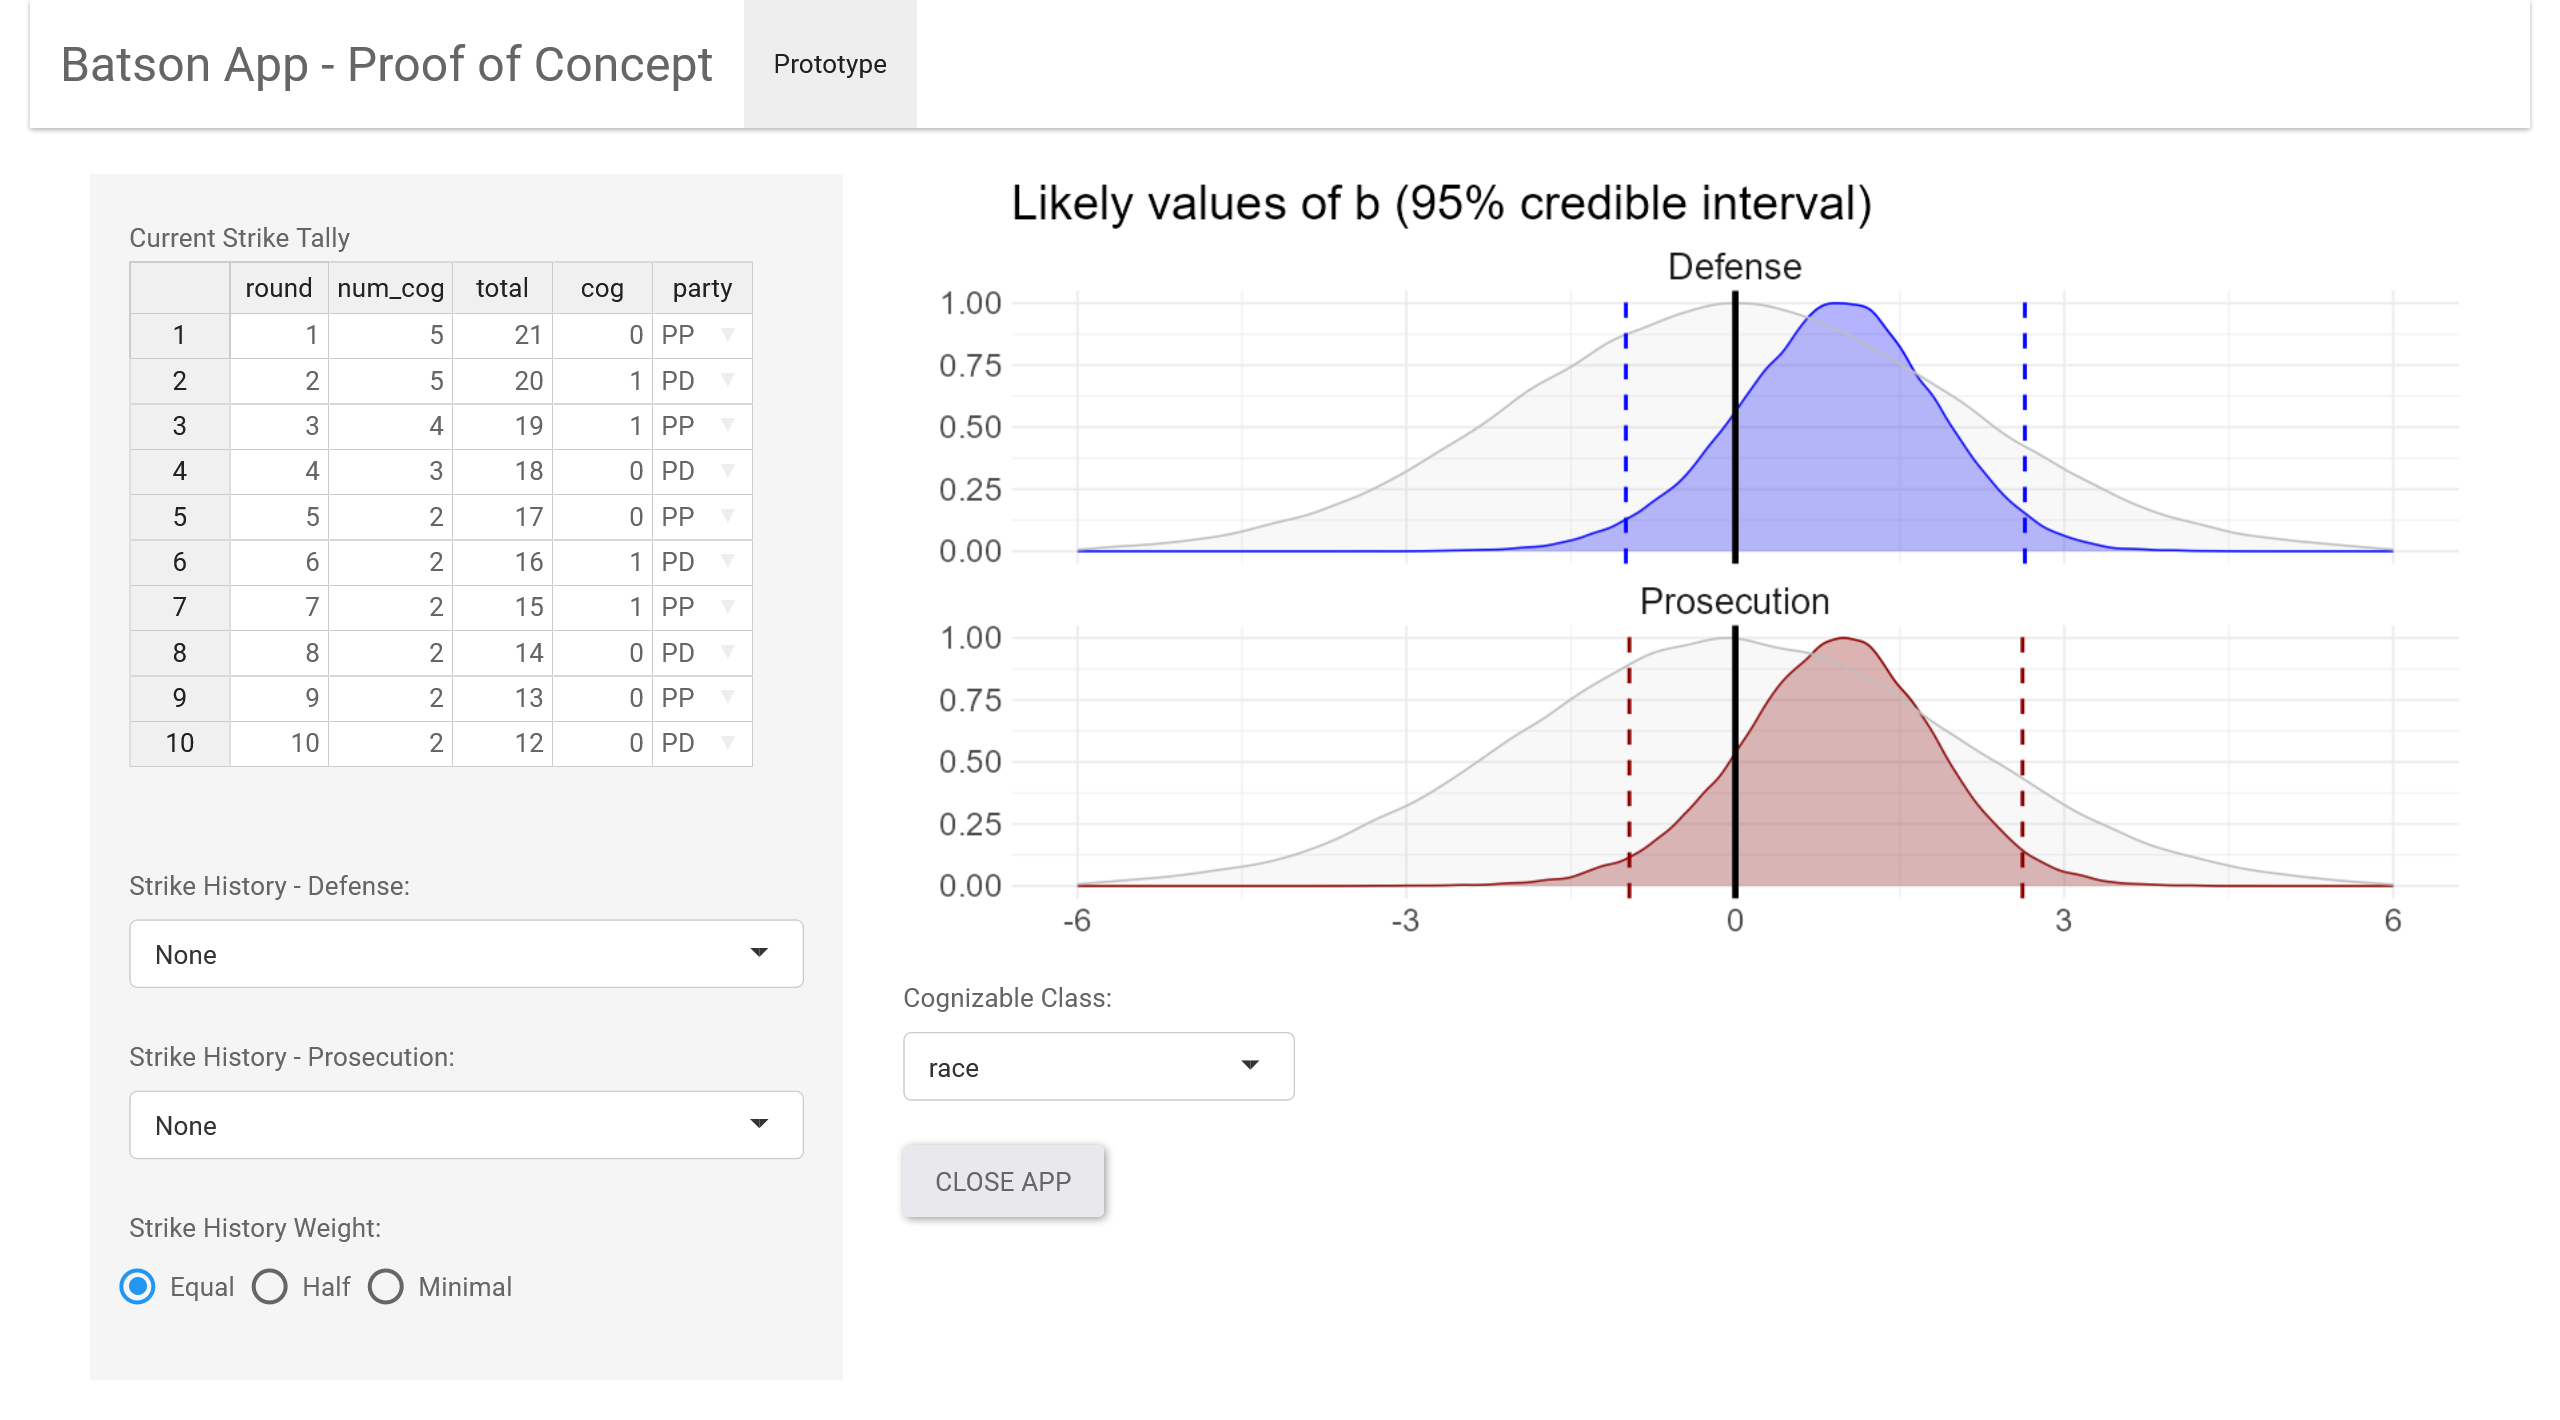 Batson App - Proof of Concept Prototype
Current Strike Tally
round num_cog total cog party
1 1 5 21 0 PP
2 2 5 20 1 PD
3 3 4 19 1 PP
4 4 3 18 0 PD
5 5 2 17 0 PP
6 6 2 16 1 PD
7 7 2 15 1 PP
8 8 2 14 0 PD
9 9 2 13 0 PP
10 10 2 12 0 PD
Strike History - Defense:
None
Strike History - Prosecution:
None
Strike History Weight:
Equal Half Minimal
Likely values of b (95% credible interval)
Defense
1.00
0.75
0.50
0.25
0.00
Prosecution
1.00
0.75
0.50
0.25
0.00
-6 -3 0 3 6
Cognizable Class:
race
CLOSE APP